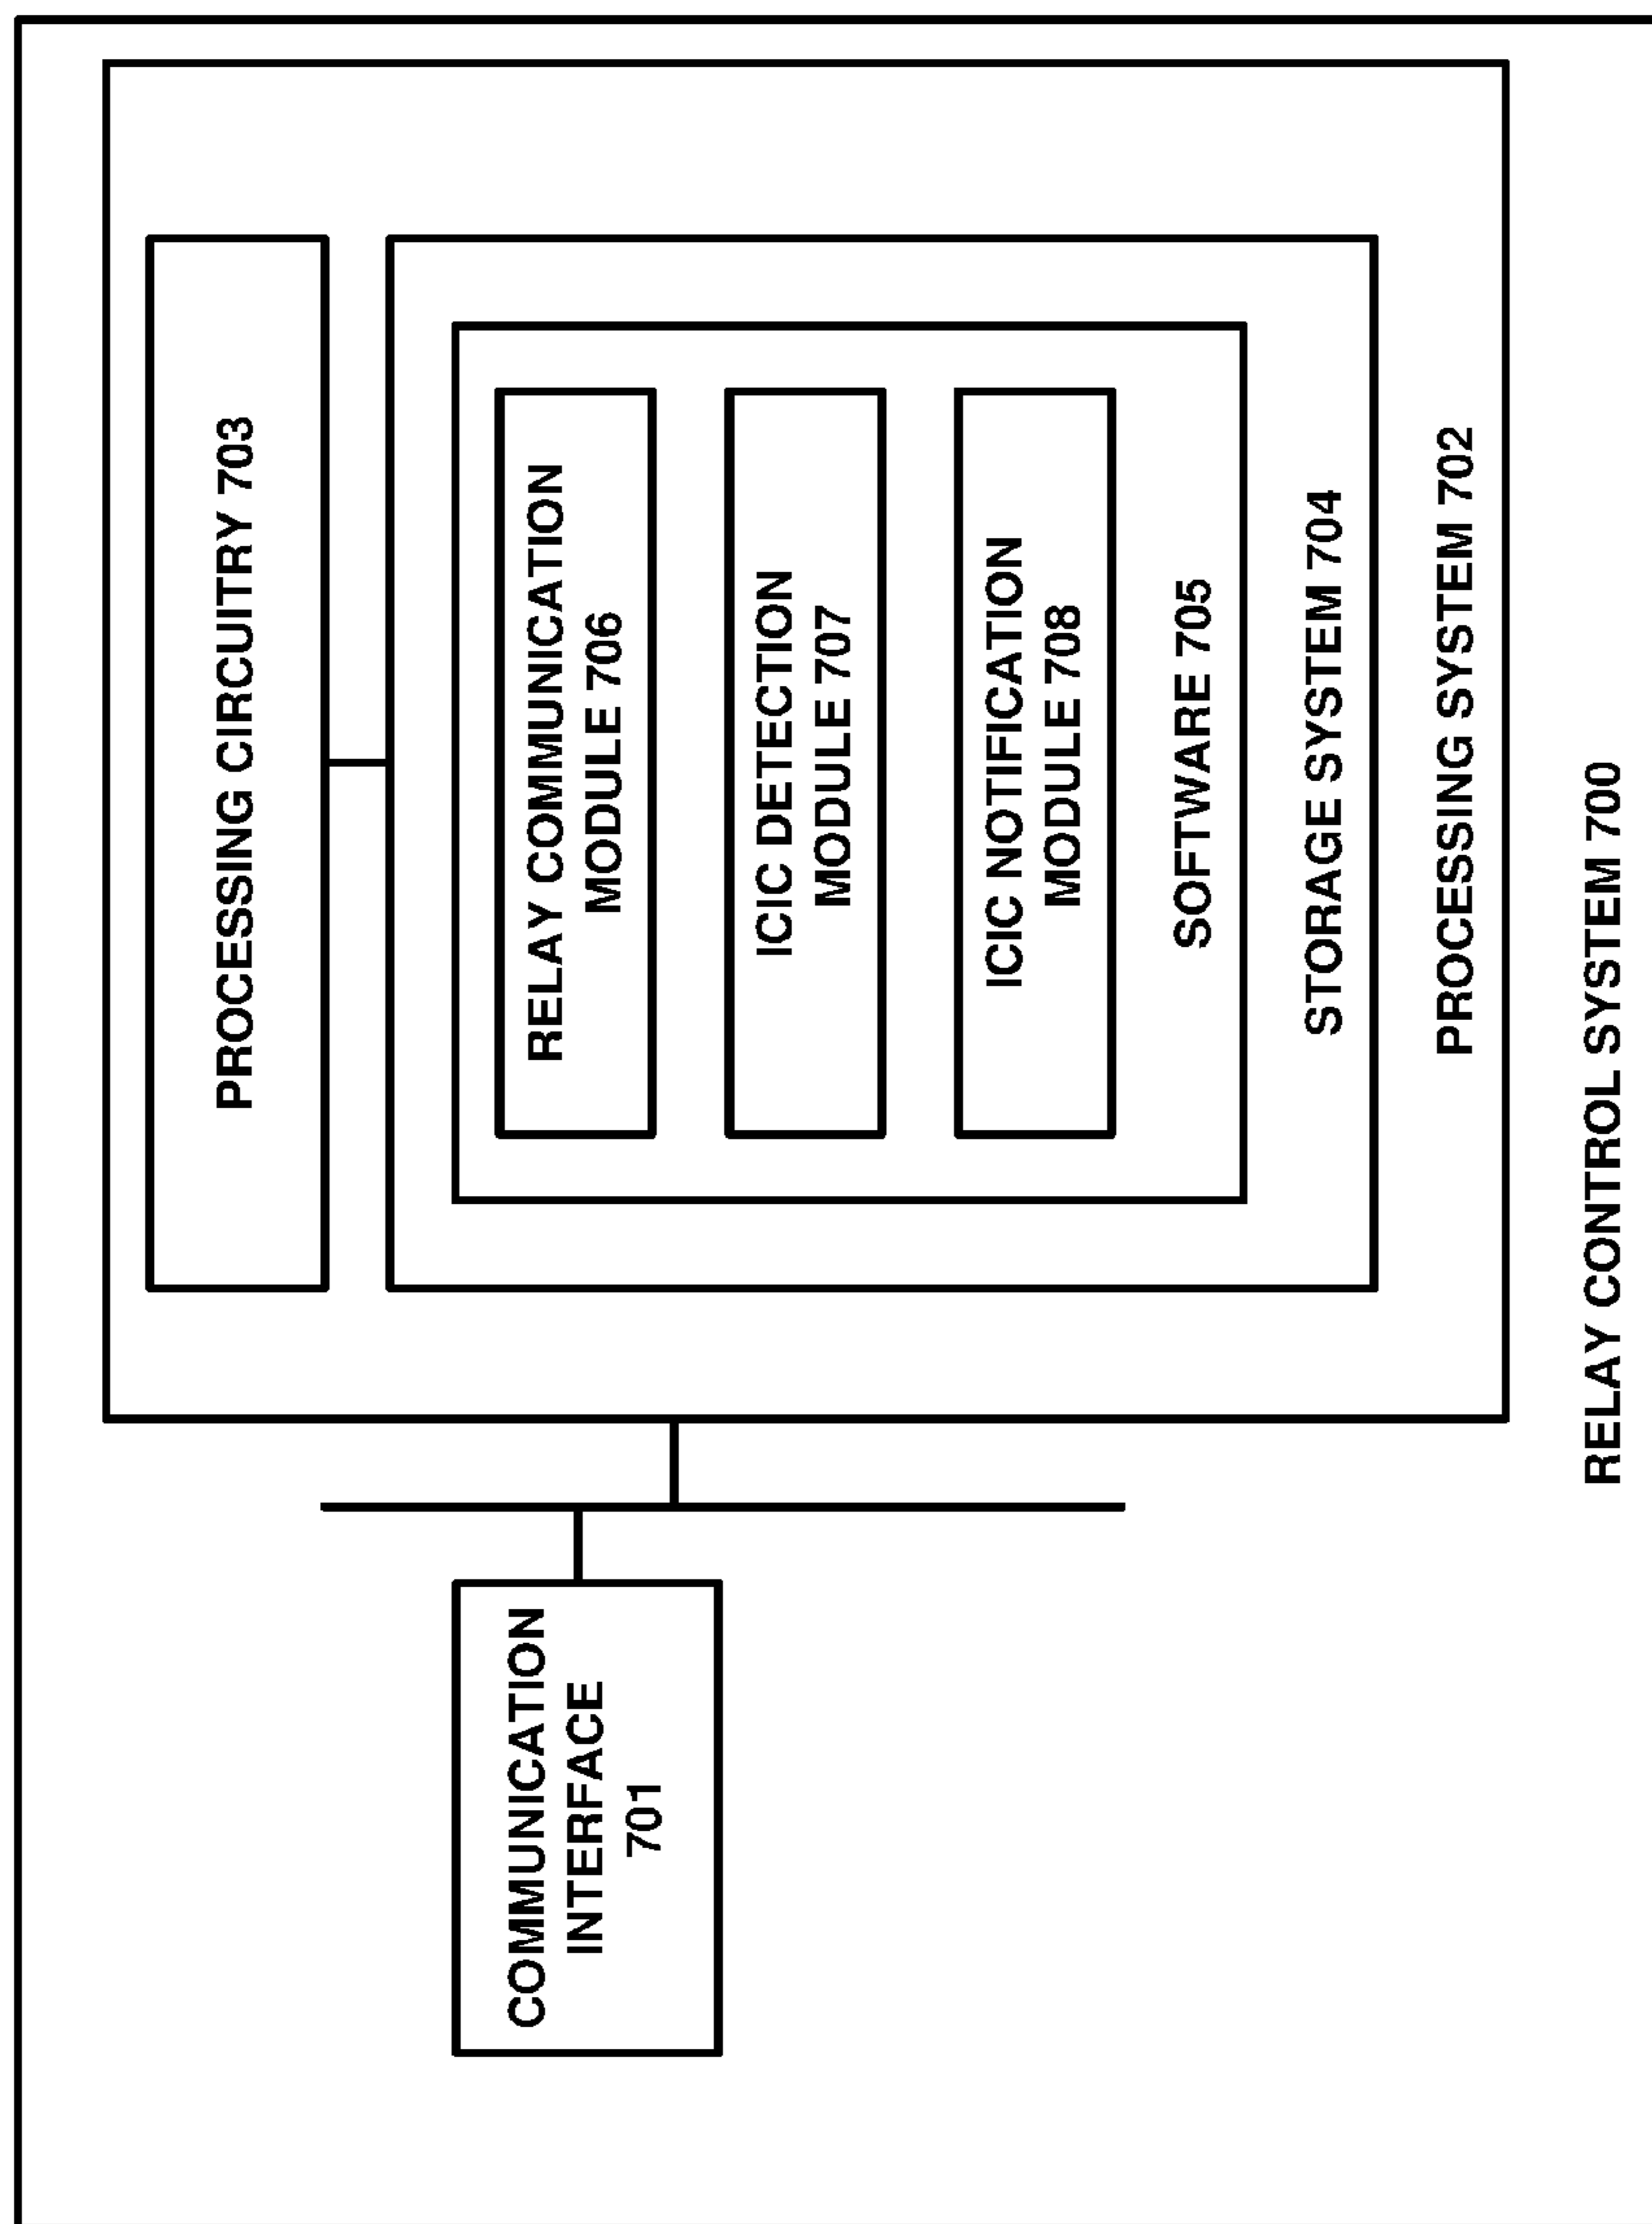 PROCESSING CIRCUITRY 703
RELAY COMMUNICATION
MODULE 706
ICIC DETECTION
MODULE 707
ICIC NOTIFICATION
MODULE 708
SOFTWARE 705
STORAGE SYSTEM 704
PROCESSING SYSTEM 702
COMMUNICATION
INTERFACE
701
RELAY CONTROL SYSTEM 700